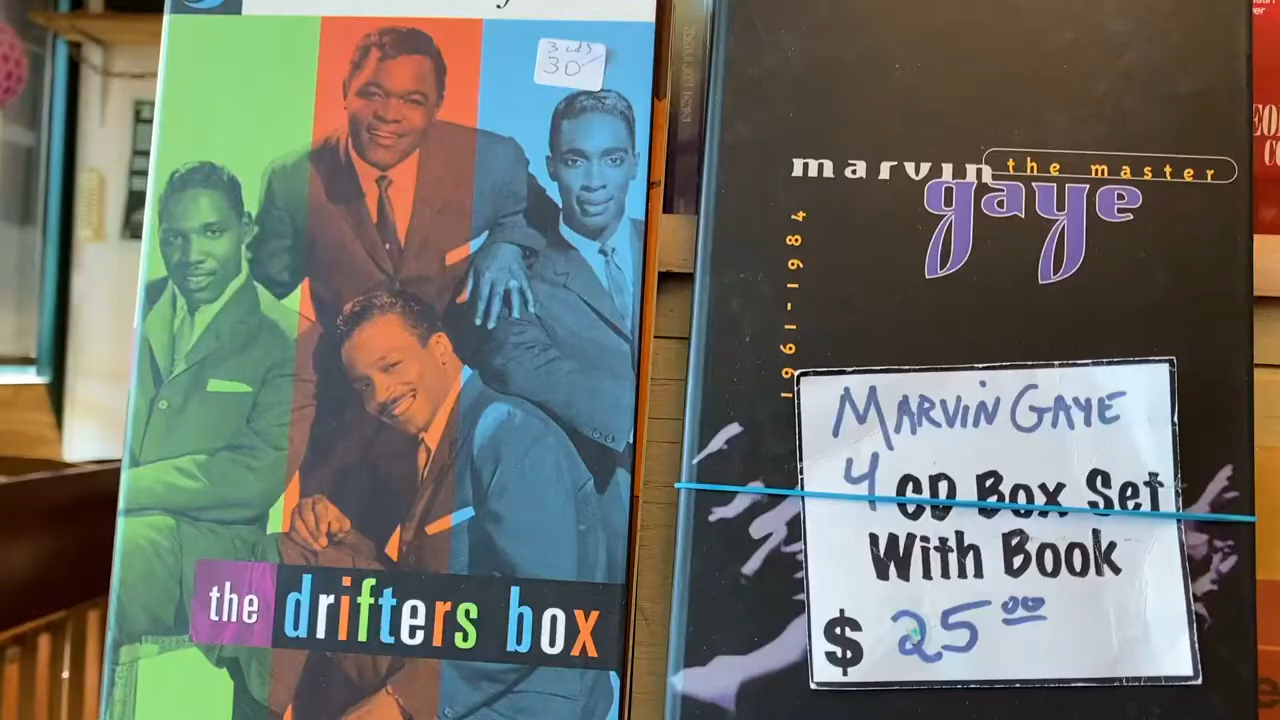 3 cds
30
the drifters box
marvin the master
gaye
1961-1984
MARVIN GAYE
4 CD Box Set
With Book
$ 25.00